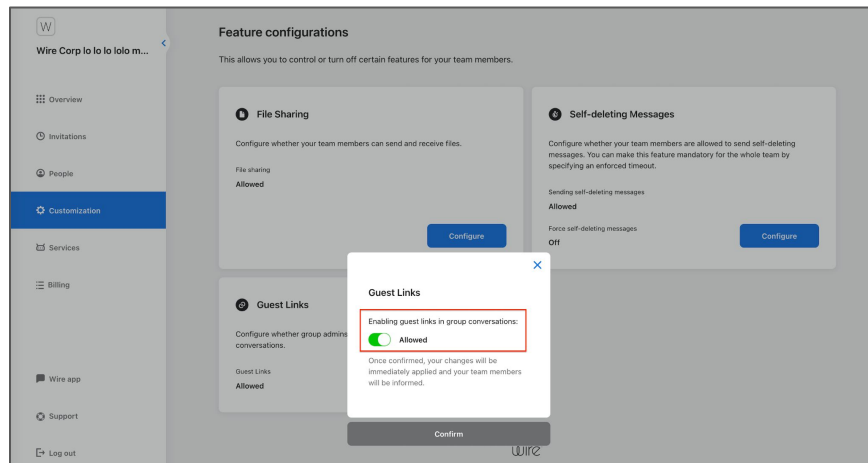 W
Wire Corp lo lo lo lolo m...
Overview
Invitations
People
Customization
Services
Billing
Wire app
Support
Log out
Feature configurations
This allows you to control or turn off certain features for your team members.
File Sharing
Configure whether your team members can send and receive files.
File sharing
Allowed
Configure
Self-deleting Messages
Configure whether your team members are allowed to send self-deleting
messages. You can make this feature mandatory for the whole team by
specifying an enforced timeout.
Sending self-deleting messages
Allowed
Force self-deleting messages
Off
Configure
Guest Links
Configure whether group admins
conversations.
Guest Links
Allowed
Guest Links
Enabling guest links in group conversations:
Allowed
Once confirmed, your changes will be
immediately applied and your team members
will be informed.
Confirm
wire